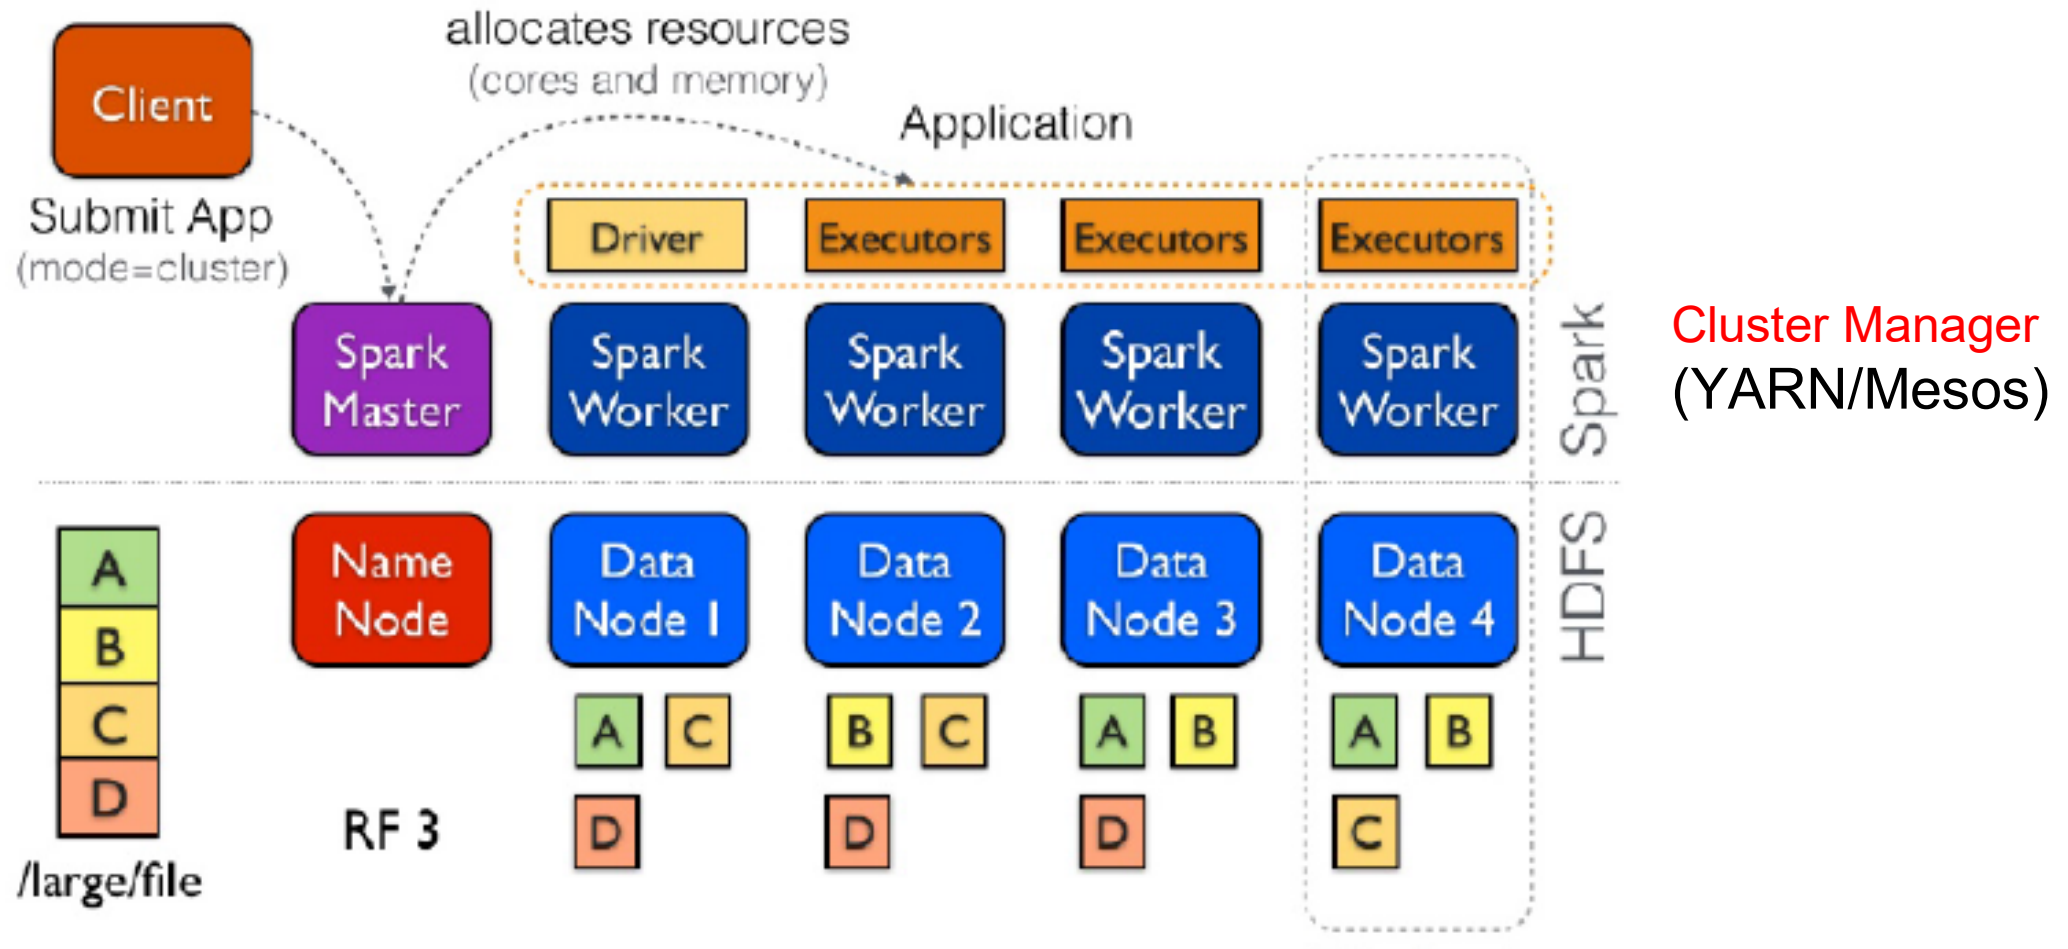 allocates resources
(cores and memory)
Client
Application
Submit App
(mode=cluster)
Driver
Executors
Executors
Executors
Spark
Master
Spark
Worker
Spark
Worker
Spark
Worker
Spark
Worker
Spark
Cluster Manager
(YARN/Mesos)
A
B
C
D
/large/file
Name
Node
Data
Node 1
Data
Node 2
Data
Node 3
Data
Node 4
HDFS
RF 3
A C
D
B C
D
A B
D
A B
C